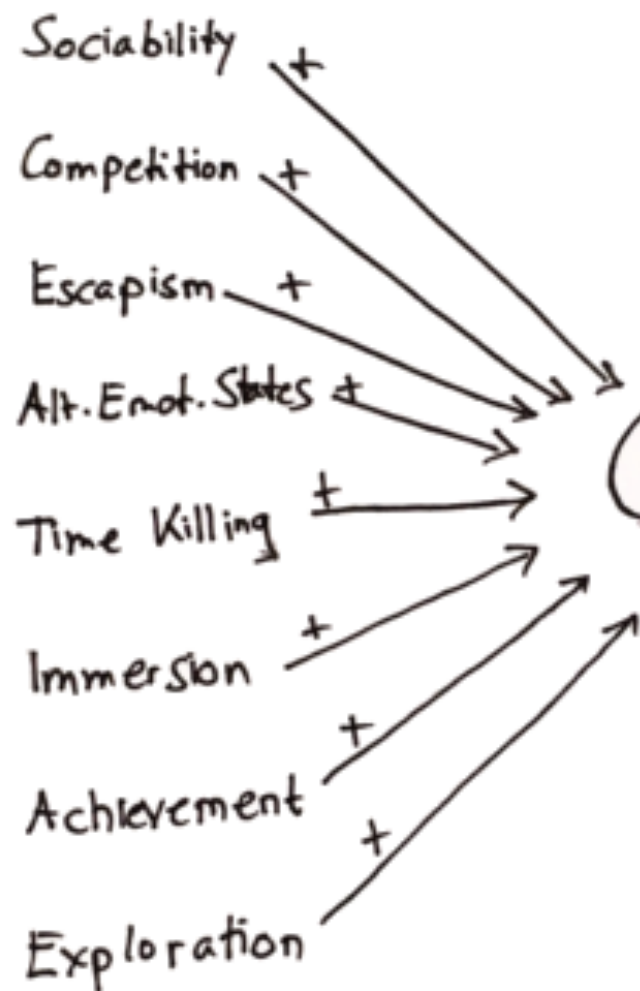 Sociability +
Competition +
Escapism +
Alt. Emot. States +
Time Killing +
Immersion +
Achievement +
Exploration +